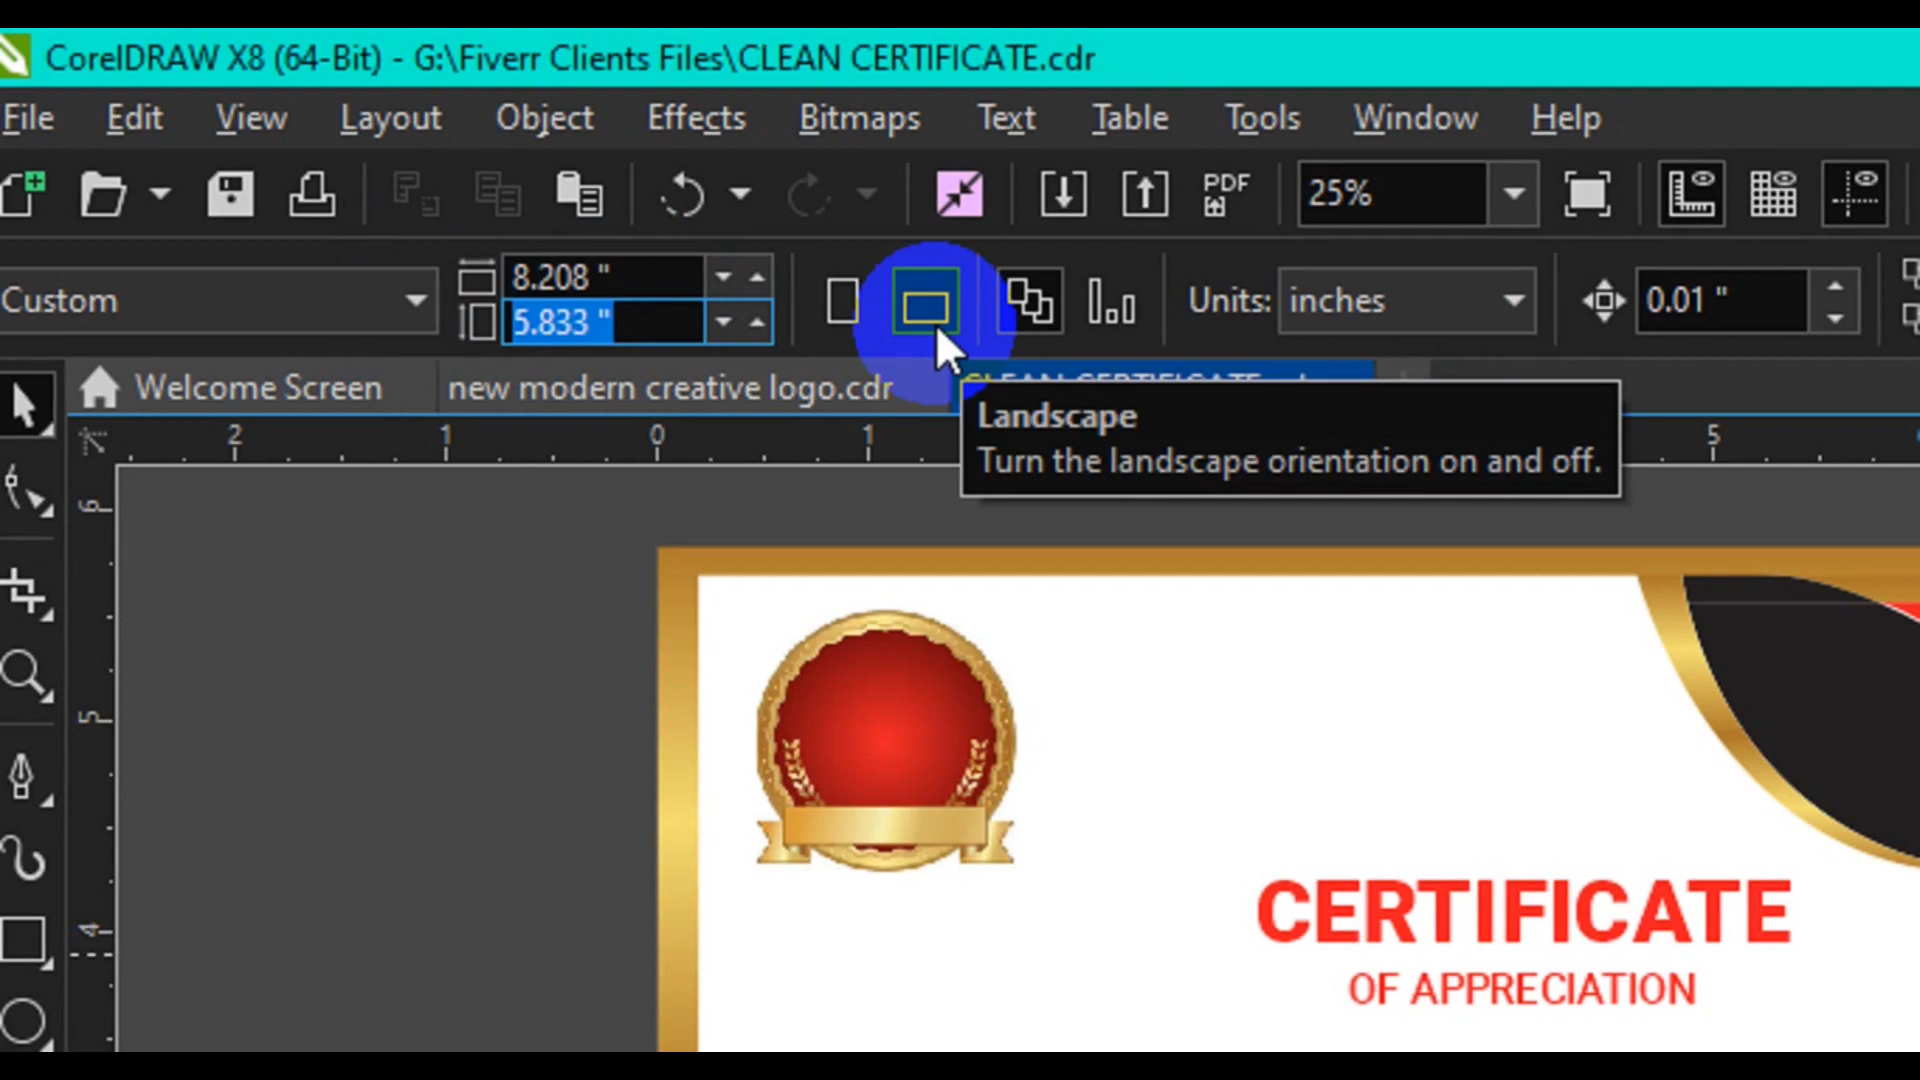 CorelDRAW X8 (64-Bit) - G:\Fiverr Clients Files\CLEAN CERTIFICATE.cdr
File Edit View Layout Object Effects Bitmaps Text Table Tools Window Help
PDF 25%
Custom 8.208 " 5.833 " Units: inches 0.01 "
Welcome Screen new modern creative logo.cdr
Landscape
Turn the landscape orientation on and off.
2 1 0 1 5
6
5
4
CERTIFICATE
OF APPRECIATION